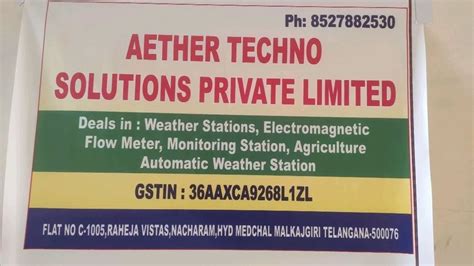 Ph: 8527882530
AETHER TECHNO
SOLUTIONS PRIVATE LIMITED
Deals in : Weather Stations, Electromagnetic
Flow Meter, Monitoring Station, Agriculture
Automatic Weather Station
GSTIN : 36AAXCA9268L1ZL
FLAT NO C-1005,RAHEJA VISTAS,NACHARAM,HYD MEDCHAL MALKAJGIRI TELANGANA-500076